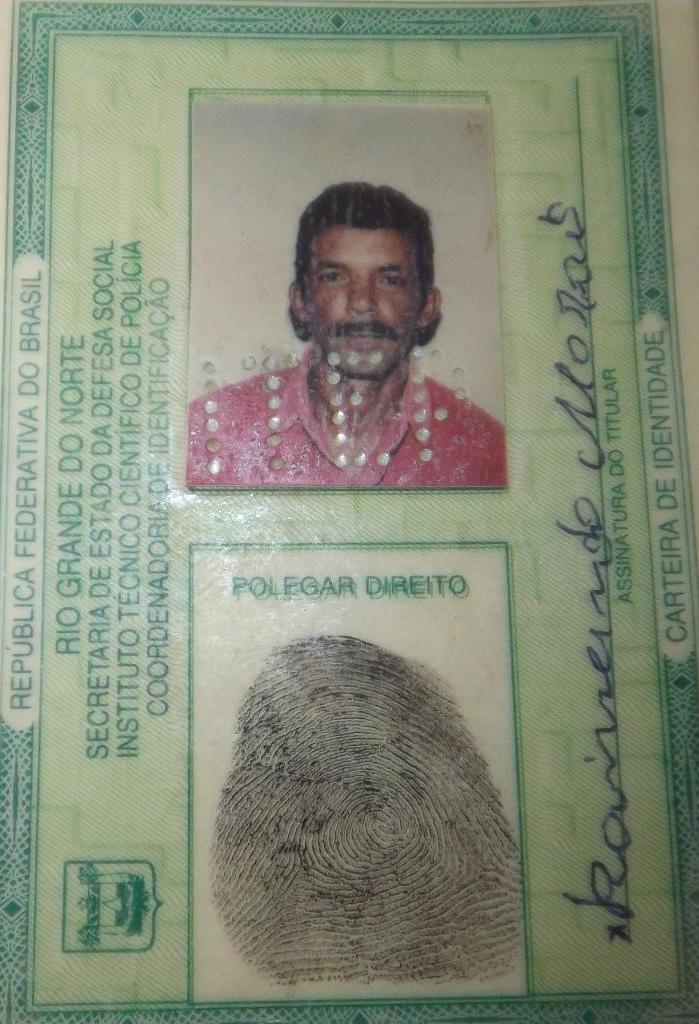 REPÚBLICA FEDERATIVA DO BRASIL
RIO GRANDE DO NORTE
SECRETARIA DE ESTADO DA DEFESA SOCIAL
INSTITUTO TÉCNICO CIENTÍFICO DE POLÍCIA
COORDENADORIA DE IDENTIFICAÇÃO
POLEGAR DIREITO
Raimundo Morais
ASSINATURA DO TITULAR
CARTEIRA DE IDENTIDADE